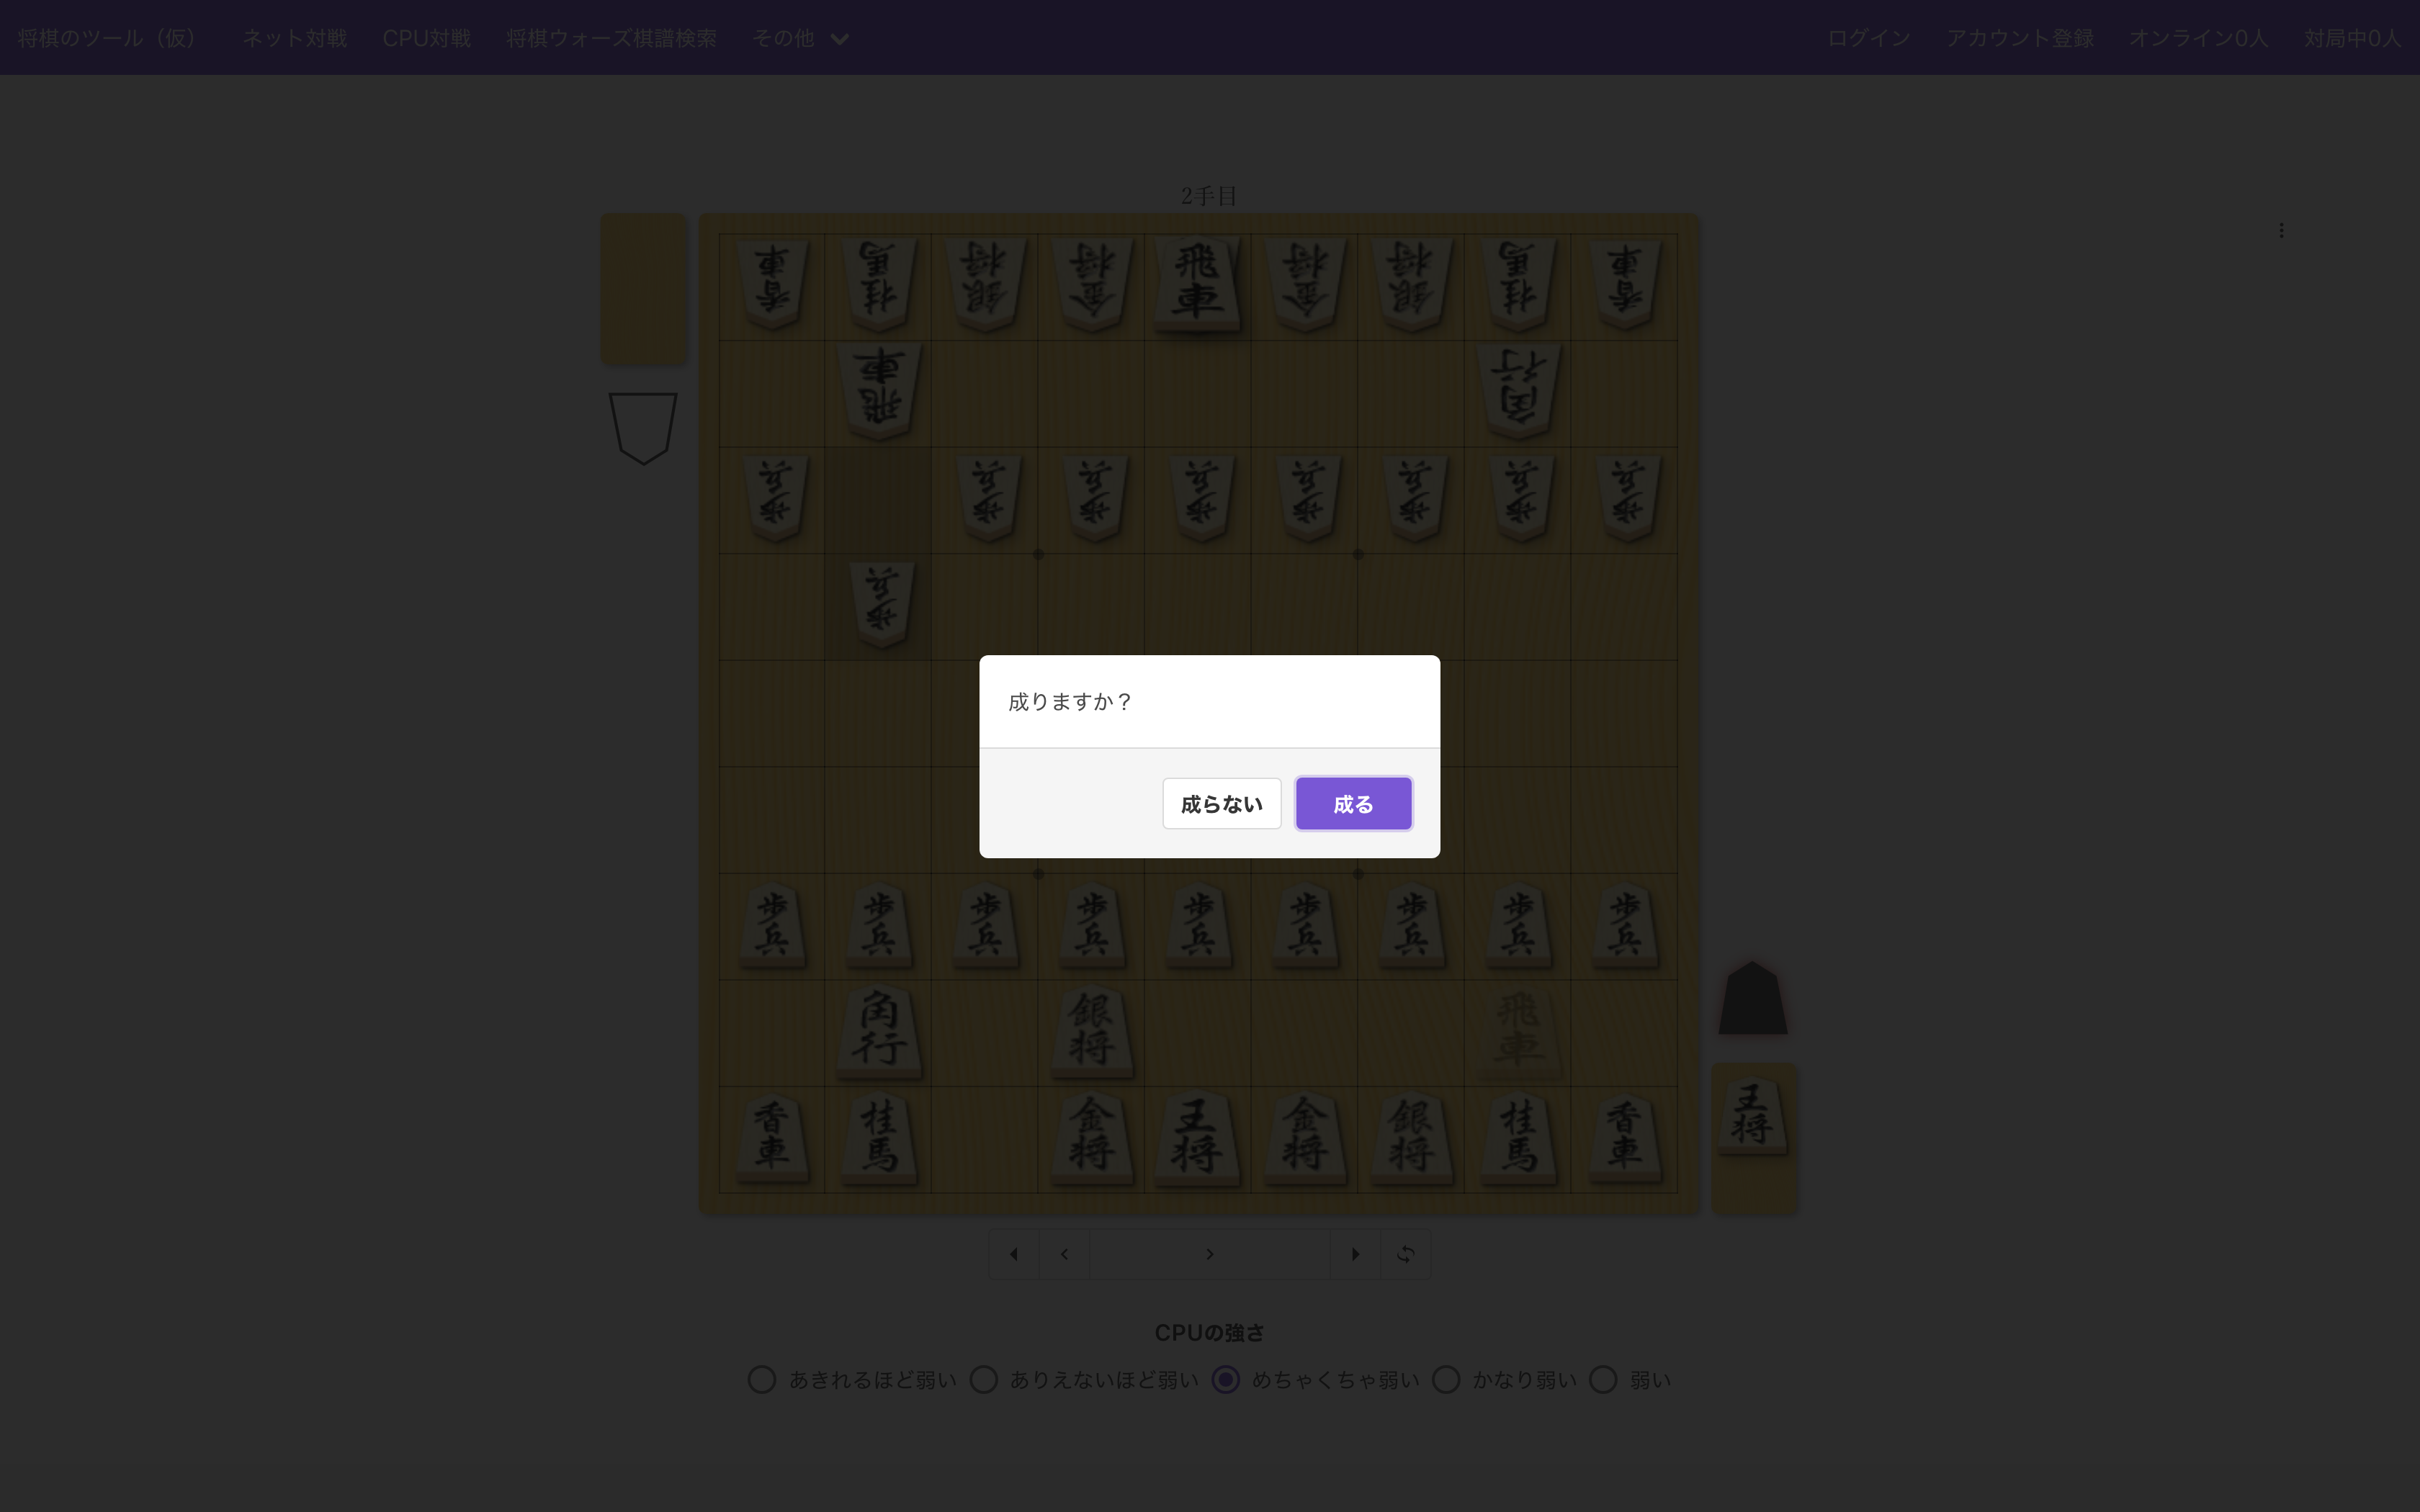 将棋のツール（仮） ネット対戦 CPU対戦 将棋ウォーズ棋譜検索 その他 ログイン アカウント登録 オンライン0人 対局中0人
2手目
香車 桂馬 銀将 金将 飛車 金将 銀将 桂馬 香車
飛車 角行
歩兵 歩兵 歩兵 歩兵 歩兵 歩兵 歩兵 歩兵
歩兵
成りますか？
成らない 成る
歩兵 歩兵 歩兵 歩兵 歩兵 歩兵 歩兵 歩兵 歩兵
角行 銀将 飛車
香車 桂馬 金将 王将 金将 銀将 桂馬 香車 王将
CPUの強さ
あきれるほど弱い ありえないほど弱い めちゃくちゃ弱い かなり弱い 弱い